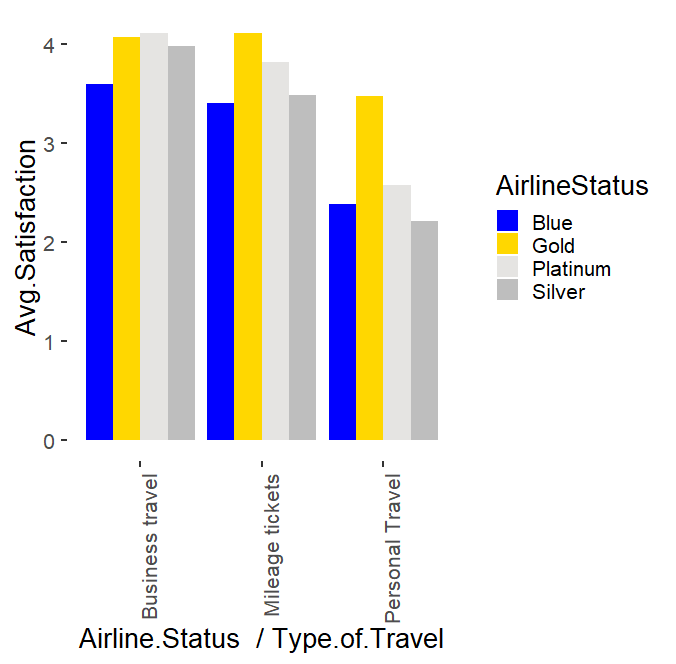 Avg.Satisfaction
4
3
2
1
0
Business travel
Mileage tickets
Personal Travel
Airline.Status  / Type.of.Travel
AirlineStatus
Blue
Gold
Platinum
Silver